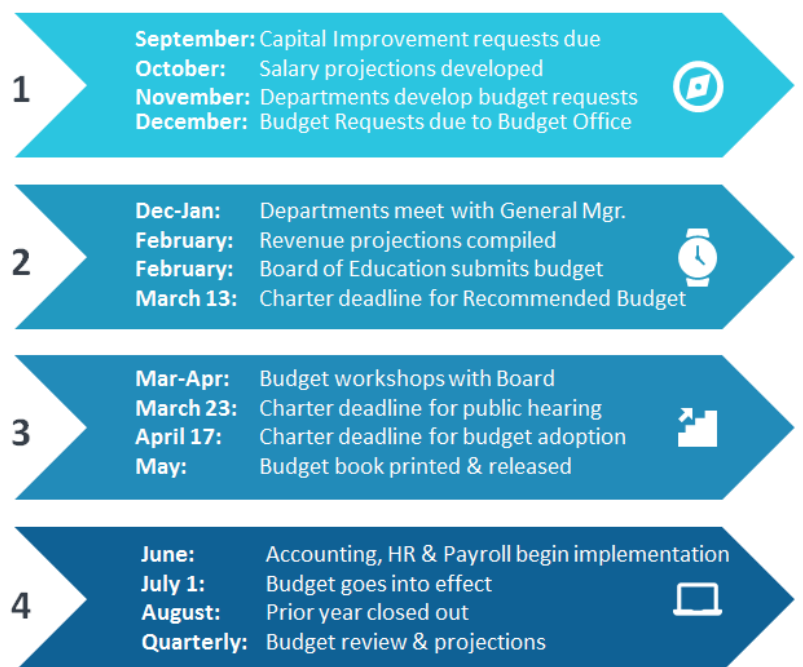 1
September: Capital Improvement requests due
October: Salary projections developed
November: Departments develop budget requests
December: Budget Requests due to Budget Office
2
Dec-Jan: Departments meet with General Mgr.
February: Revenue projections compiled
February: Board of Education submits budget
March 13: Charter deadline for Recommended Budget
3
Mar-Apr: Budget workshops with Board
March 23: Charter deadline for public hearing
April 17: Charter deadline for budget adoption
May: Budget book printed & released
4
June: Accounting, HR & Payroll begin implementation
July 1: Budget goes into effect
August: Prior year closed out
Quarterly: Budget review & projections